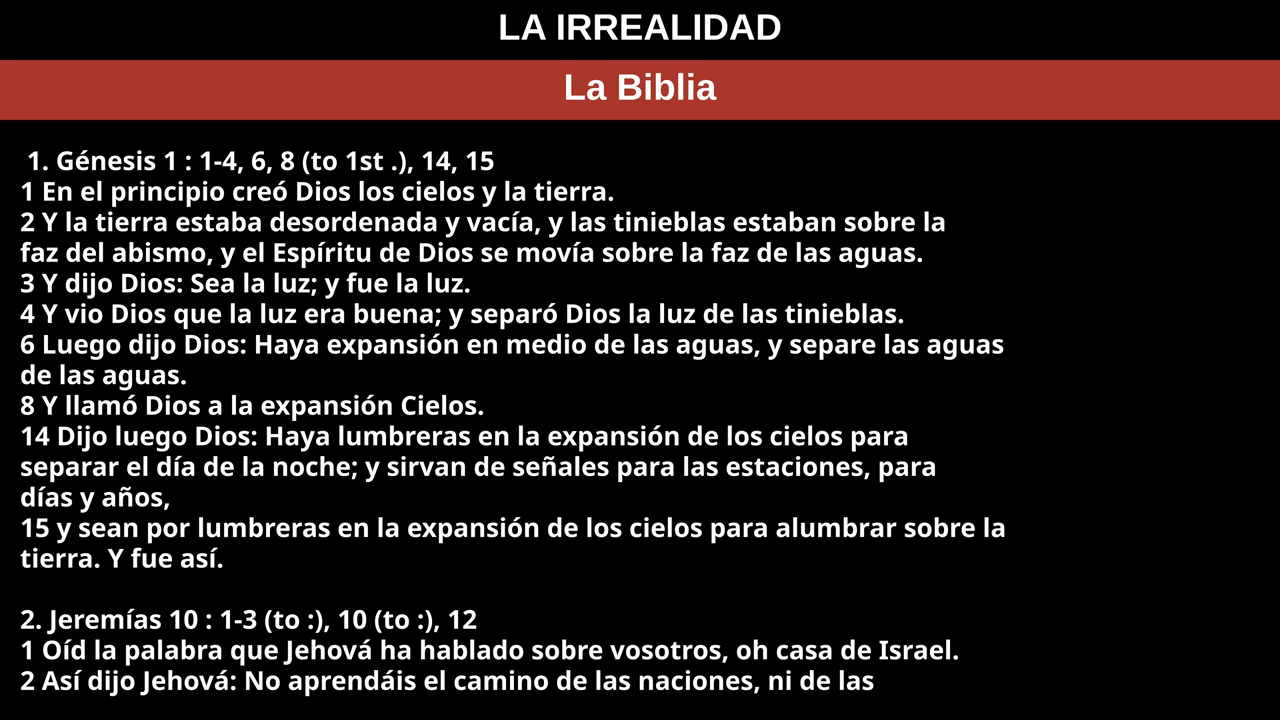 LA IRREALIDAD
La Biblia
1. Génesis 1 : 1-4, 6, 8 (to 1st .), 14, 15
1 En el principio creó Dios los cielos y la tierra.
2 Y la tierra estaba desordenada y vacía, y las tinieblas estaban sobre la
faz del abismo, y el Espíritu de Dios se movía sobre la faz de las aguas.
3 Y dijo Dios: Sea la luz; y fue la luz.
4 Y vio Dios que la luz era buena; y separó Dios la luz de las tinieblas.
6 Luego dijo Dios: Haya expansión en medio de las aguas, y separe las aguas
de las aguas.
8 Y llamó Dios a la expansión Cielos.
14 Dijo luego Dios: Haya lumbreras en la expansión de los cielos para
separar el día de la noche; y sirvan de señales para las estaciones, para
días y años,
15 y sean por lumbreras en la expansión de los cielos para alumbrar sobre la
tierra. Y fue así.
2. Jeremías 10 : 1-3 (to :), 10 (to :), 12
1 Oíd la palabra que Jehová ha hablado sobre vosotros, oh casa de Israel.
2 Así dijo Jehová: No aprendáis el camino de las naciones, ni de las